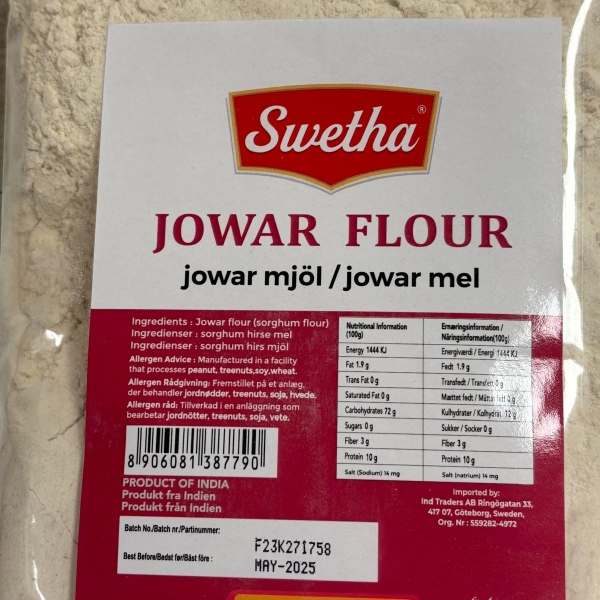 Swetha®
JOWAR FLOUR
jowar mjöl / jowar mel
Ingredients : Jowar flour (sorghum flour)
Ingredienser : sorghum hirse mel
Ingredienser : sorghum hirs mjöl
Allergen Advice : Manufactured in a facility
that processes peanut, treenuts,soy,wheat.
Allergen Rådgivning: Fremstillet på et anlæg,
der behandler jordnødder, treenuts, soja, hvede.
Allergen råd: Tillverkad i en anläggning som
bearbetar jordnötter, treenuts, soja, vete.
8 906081 387790
PRODUCT OF INDIA
Produkt fra Indien
Produkt från Indien
Batch No./Batch nr./Partinummer:
F23K271758
Best Before/Bedst før/Bäst före :
MAY-2025
Nutritional Information
(100g)
Energy 1444 KJ
Fat 1.9 g
Trans Fat 0 g
Saturated Fat 0 g
Carbohydrates 72 g
Sugars 0 g
Fiber 3 g
Protein 10 g
Salt (Sodium) 14 mg
Ernæringsinformation /
Näringsinformation(100g)
Energiværdi / Energi 1444 KJ
Fedt 1.9 g
Transfedt / Transfett 0 g
Mættet fedt / Mättat fett 0 g
Kulhydrater / Kolhydrat 72 g
Sukker / Socker 0 g
Fiber 3 g
Protein 10 g
Salt (natrium) 14 mg
Imported by:
Ind Traders AB Ringögatan 33,
417 07, Göteborg, Sweden,
Org. Nr : 559282-4972